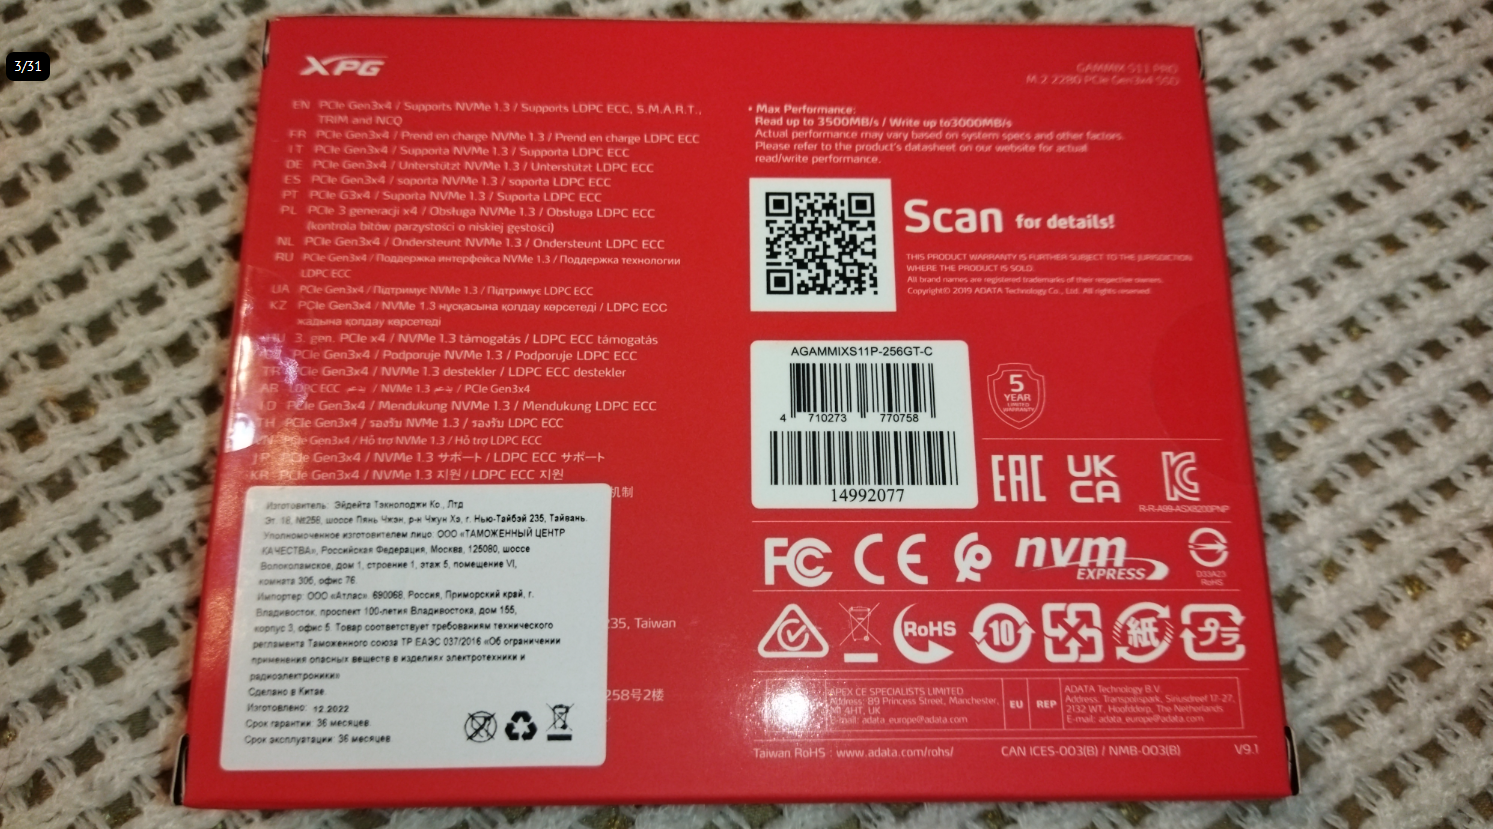 3/31
XPG
GAMMIX S11 PRO
M.2 2280 PCIe Gen3x4 SSD
EN PCIe Gen3x4 / Supports NVMe 1.3 / Supports LDPC ECC, S.M.A.R.T.,
TRIM and NCQ
FR PCIe Gen3x4 / Prend en charge NVMe 1.3 / Prend en charge LDPC ECC
IT PCIe Gen3x4 / Supporta NVMe 1.3 / Supporta LDPC ECC
DE PCIe Gen3x4 / Unterstützt NVMe 1.3 / Unterstützt LDPC ECC
ES PCIe Gen3x4 / soporta NVMe 1.3 / soporta LDPC ECC
PT PCIe G3x4 / Suporta NVMe 1.3 / Suporta LDPC ECC
PL PCIe 3 generacji x4 / Obsługa NVMe 1.3 / Obsługa LDPC ECC
(kontrola bitów parzystości o niskiej gęstości)
NL PCIe Gen3x4 / Ondersteunt NVMe 1.3 / Ondersteunt LDPC ECC
RU PCIe Gen3x4 / Поддержка интерфейса NVMe 1.3 / Поддержка технологии
LDPC ECC
UA PCIe Gen3x4 / Підтримує NVMe 1.3 / Підтримує LDPC ECC
KZ PCIe Gen3x4 / NVMe 1.3 нұсқасына қолдау көрсетеді / LDPC ECC
жадына қолдау көрсетеді
HU 3. gen. PCIe x4 / NVMe 1.3 támogatás / LDPC ECC támogatás
PCIe Gen3x4 / Podporuje NVMe 1.3 / Podporuje LDPC ECC
TR PCIe Gen3x4 / NVMe 1.3 destekler / LDPC ECC destekler
AR LDPC ECC / NVMe 1.3 / PCIe Gen3x4
ID PCIe Gen3x4 / Mendukung NVMe 1.3 / Mendukung LDPC ECC
TH PCIe Gen3x4 / รองรับ NVMe 1.3 / รองรับ LDPC ECC
VN PCIe Gen3x4 / Hỗ trợ NVMe 1.3 / Hỗ trợ LDPC ECC
JP PCIe Gen3x4 / NVMe 1.3 サポート / LDPC ECC サポート
KR PCIe Gen3x4 / NVMe 1.3 지원 / LDPC ECC 지원
机制
Изготовитель: Эйдейта Тэкнолоджи Ко., Лтд
Эт. 18, №258, шоссе Лянь Чжэн, р-н Чжун Хэ, г. Нью-Тайбэй 235, Тайвань.
Уполномоченное изготовителем лицо: ООО «ТАМОЖЕННЫЙ ЦЕНТР
КАЧЕСТВА», Российская Федерация, Москва, 125080, шоссе
Волоколамское, дом 1, строение 1, этаж 5, помещение VI,
комната 306, офис 76.
Импортер: ООО «Атлас». 690068, Россия, Приморский край, г.
Владивосток, проспект 100-летия Владивостока, дом 155,
корпус 3, офис 5. Товар соответствует требованиям технического
регламента Таможенного союза ТР ЕАЭС 037/2016 «Об ограничении
применения опасных веществ в изделиях электротехники и
радиоэлектроники»
Сделано в Китае.
Изготовлено: 12.2022
Срок гарантии: 36 месяцев.
Срок эксплуатации: 36 месяцев
235, Taiwan
258号2楼
• Max Performance:
Read up to 3500MB/s / Write up to3000MB/s
Actual performance may vary based on system specs and other factors.
Please refer to the product's datasheet on our website for actual
read/write performance.
Scan for details!
THIS PRODUCT WARRANTY IS FURTHER SUBJECT TO THE JURISDICTION
WHERE THE PRODUCT IS SOLD.
All brand names are registered trademarks of their respective owners.
Copyright© 2019 ADATA Technology Co., Ltd. All rights reserved.
AGAMMIXS11P-256GT-C
4 710273 770758
14992077
5
YEAR
LIMITED
WARRANTY
EAC
UK
CA
R-R-A99-ASX8200PNP
FC CE nvm
EXPRESS
D33A23
RoHS
RoHS 10 紙 プラ
APEX CE SPECIALISTS LIMITED
Address: 89 Princess Street, Manchester,
M1 4HT, UK
E-mail: adata_europe@adata.com
EU REP
ADATA Technology B.V.
Address: Transpolispark, Siriusdreef 17-27,
2132 WT, Hoofddorp, The Netherlands.
E-mail: adata_europe@adata.com
Taiwan RoHS : www.adata.com/rohs/
CAN ICES-003(B) / NMB-003(B)
V9.1